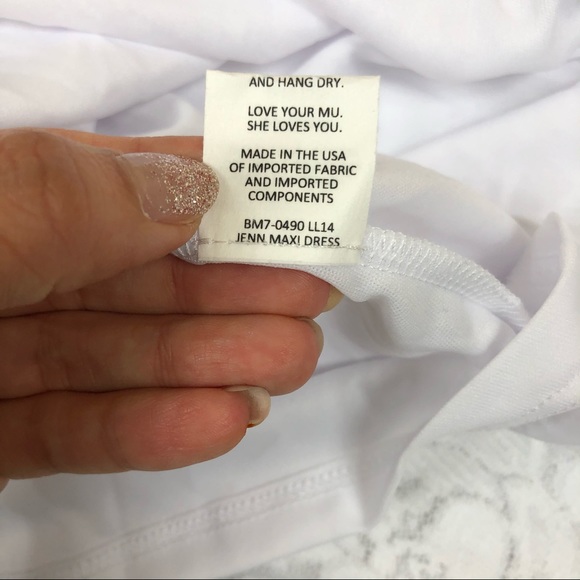 AND HANG DRY.
LOVE YOUR MU.
SHE LOVES YOU.
MADE IN THE USA
OF IMPORTED FABRIC
AND IMPORTED
COMPONENTS
BM7-0490 LL14
JENN MAXI DRESS